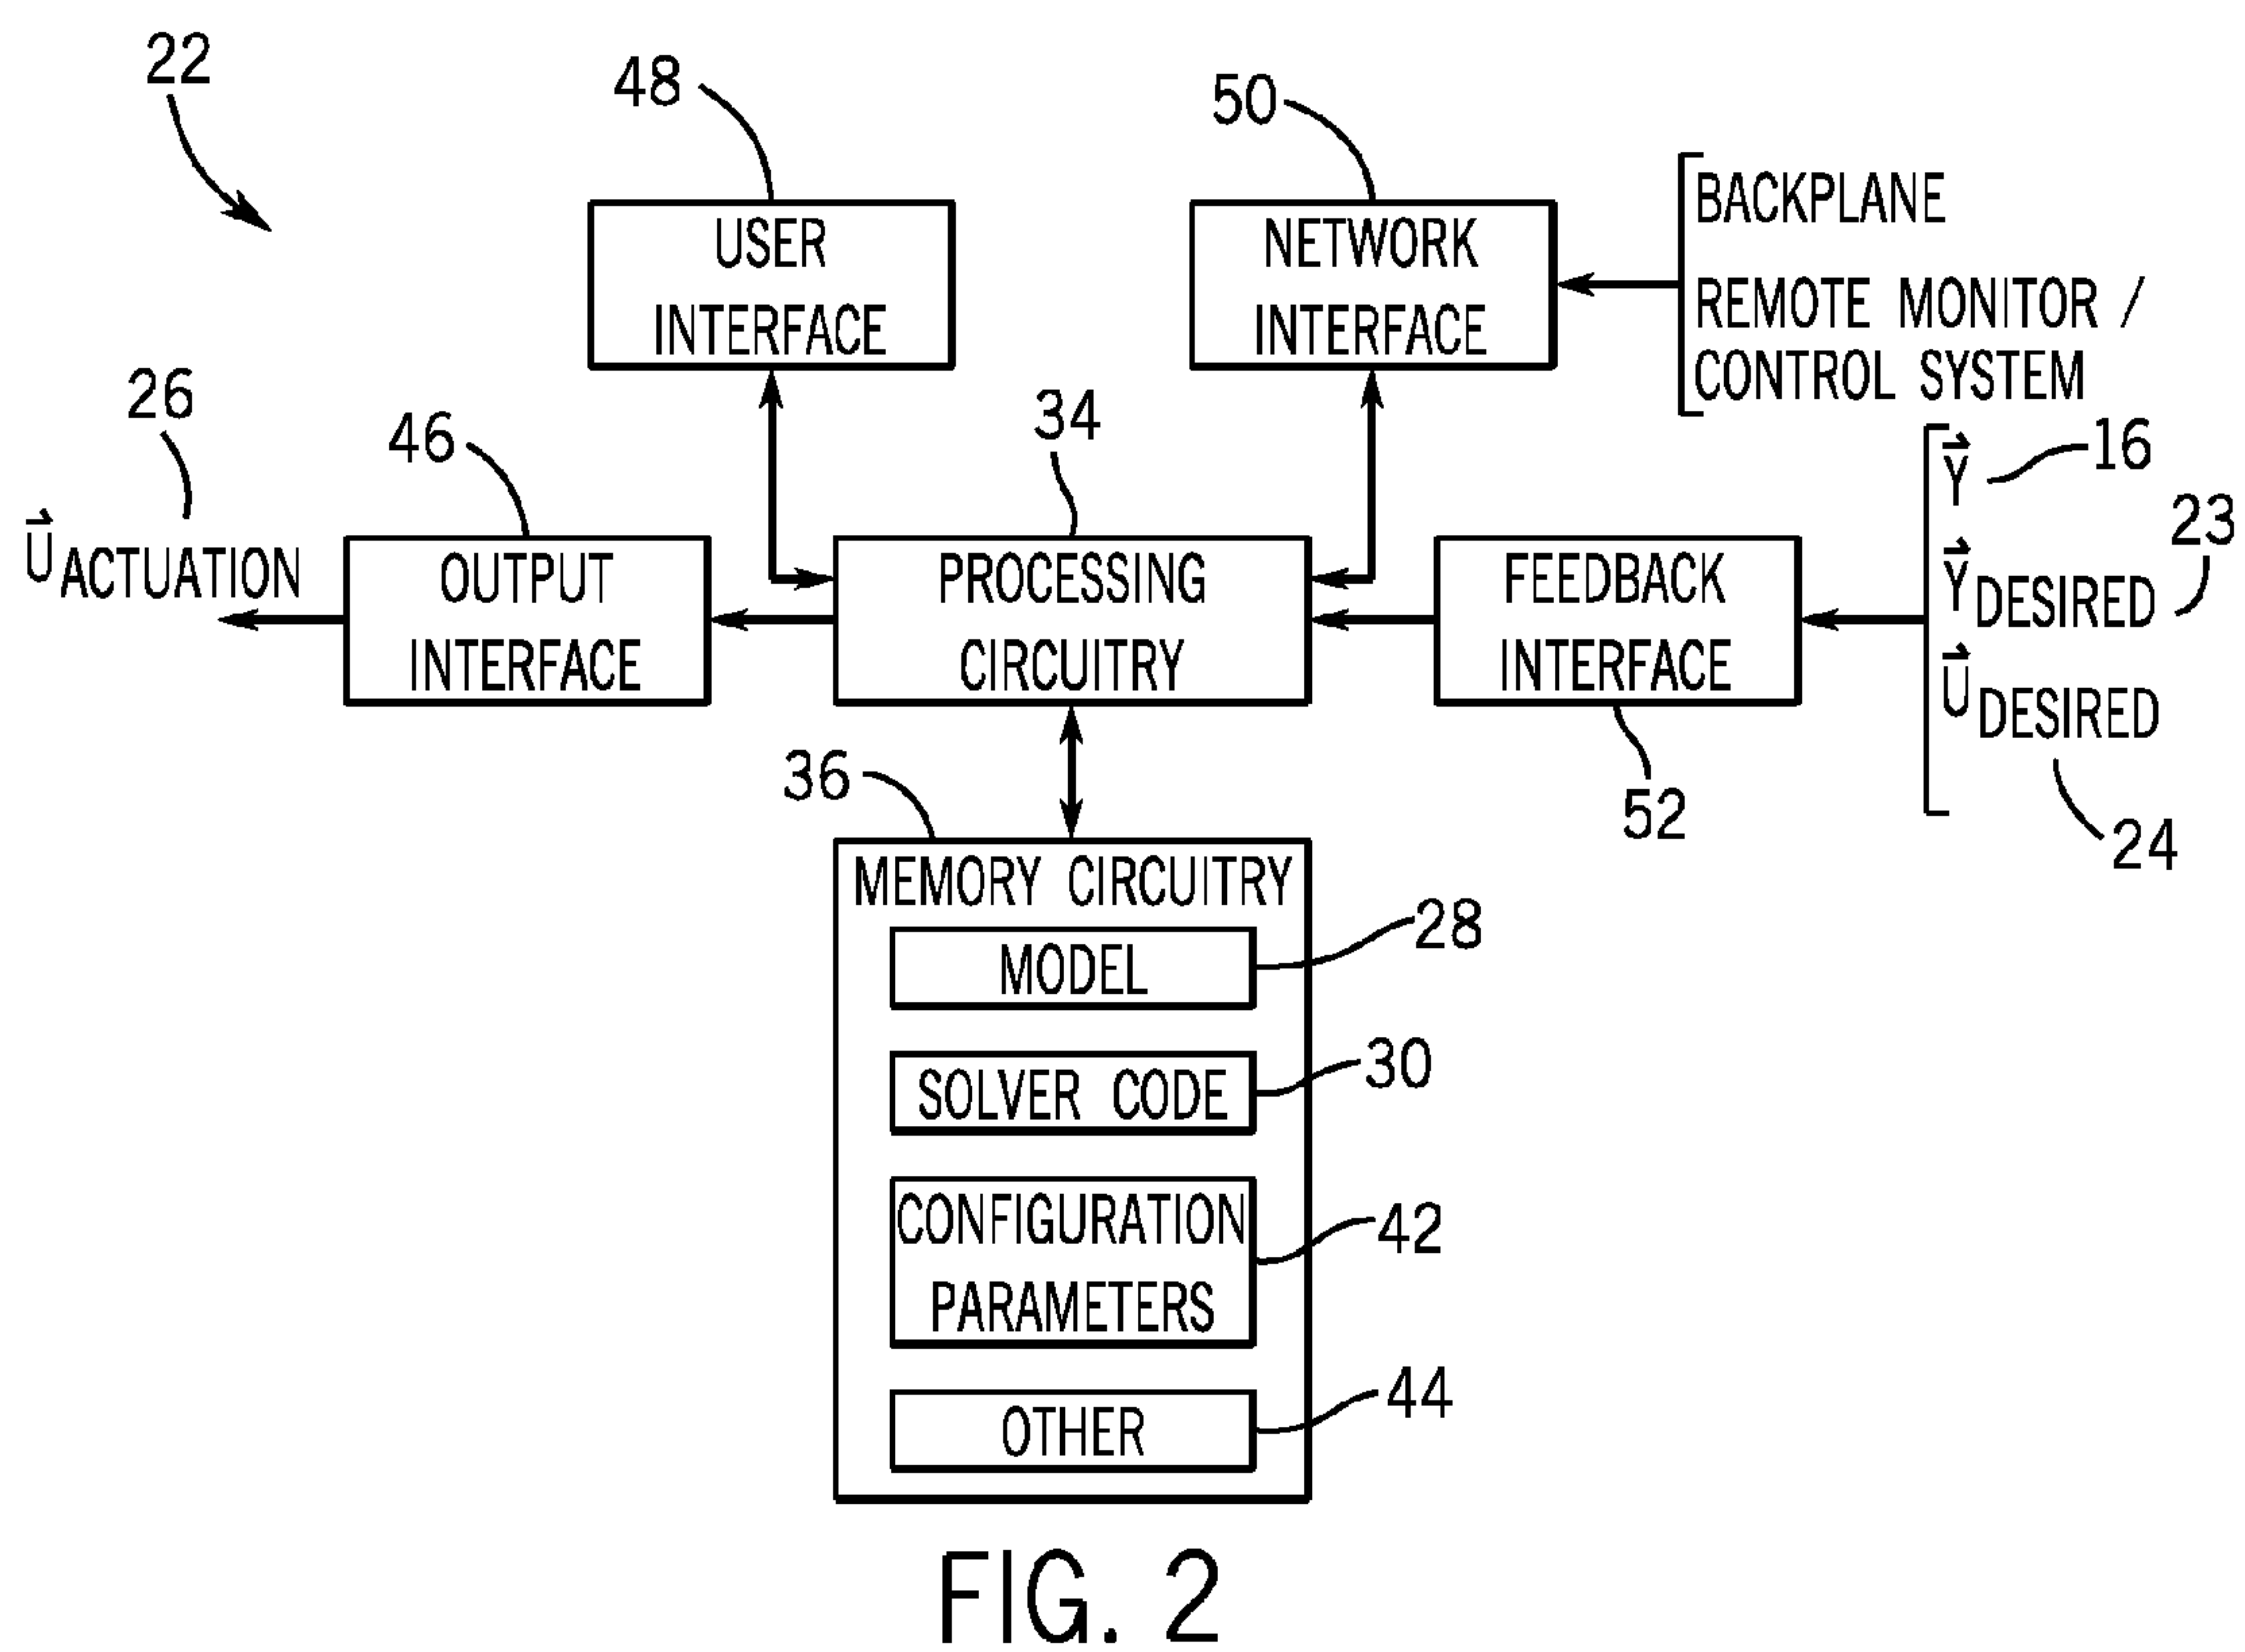 22
48
50
USER
INTERFACE
NETWORK
INTERFACE
BACKPLANE
REMOTE MONITOR /
CONTROL SYSTEM
26
46
34
16
23
U⃗ ACTUATION
OUTPUT
INTERFACE
PROCESSING
CIRCUITRY
FEEDBACK
INTERFACE
Y⃗
Y⃗ DESIRED
U⃗ DESIRED
36
52
24
MEMORY CIRCUITRY
MODEL
28
SOLVER CODE
30
CONFIGURATION
PARAMETERS
42
OTHER
44
FIG. 2